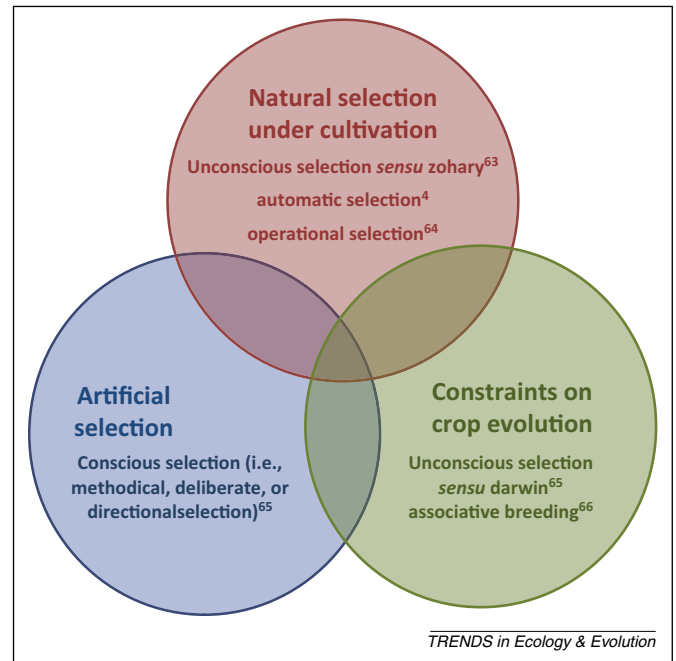 Natural selection
under cultivation
Unconscious selection sensu zohary63
automatic selection4
operational selection64
Artificial
selection
Conscious selection (i.e.,
methodical, deliberate, or
directionalselection)65
Constraints on
crop evolution
Unconscious selection
sensu darwin65
associative breeding66
TRENDS in Ecology & Evolution